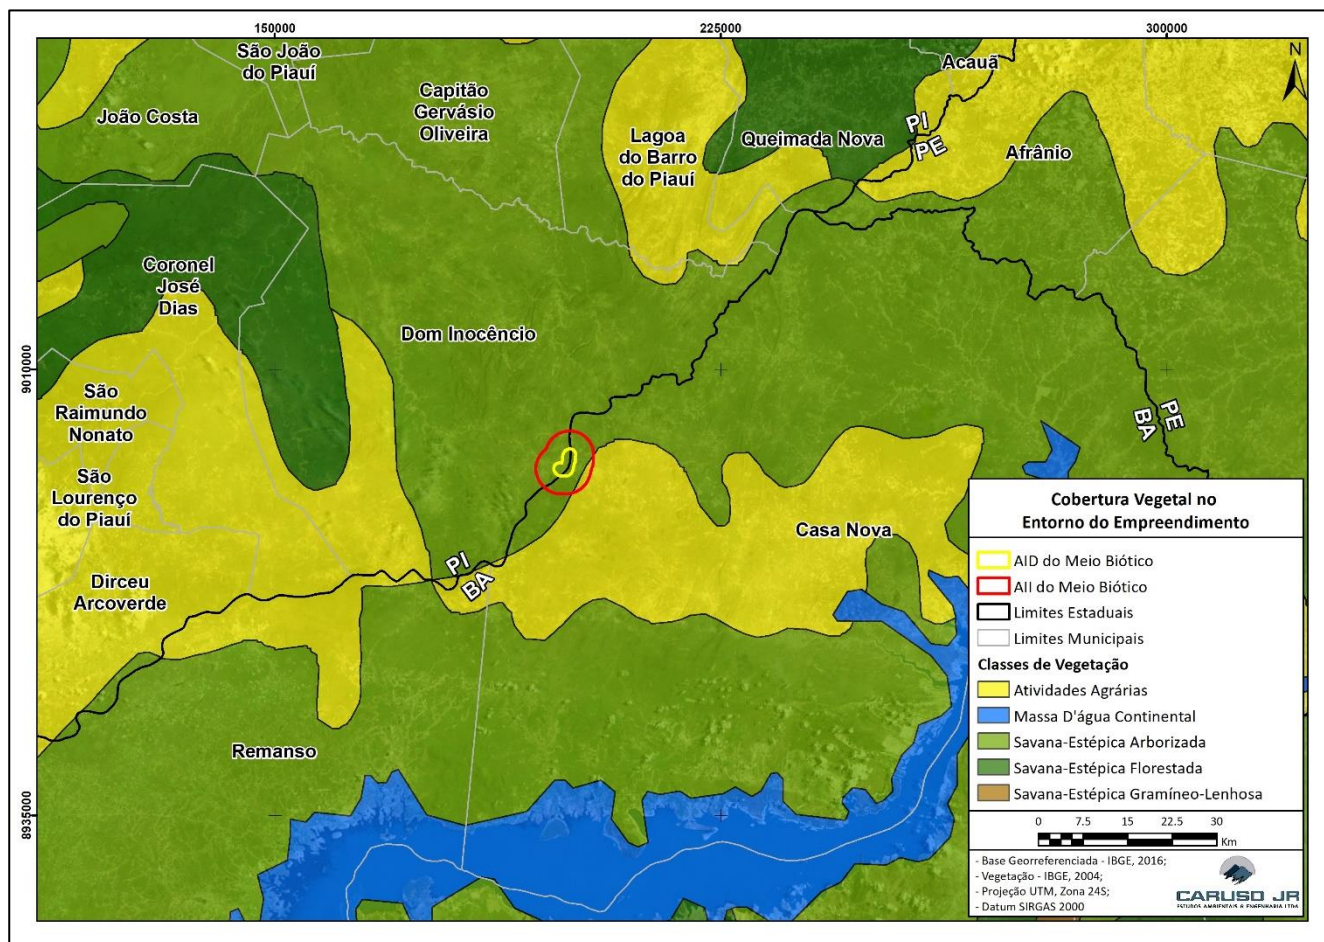 150000
225000
300000
N
São João
do Piauí
João Costa
Capitão
Gervásio
Oliveira
Acauã
PI
PE
Lagoa
do Barro
do Piauí
Queimada Nova
Afrânio
Coronel
José
Dias
Dom Inocêncio
9010000
São
Raimundo
Nonato
São
Lourenço
do Piauí
Dirceu
Arcoverde
PE
BA
Casa Nova
PI
BA
Remanso
8935000
Cobertura Vegetal no
Entorno do Empreendimento
AID do Meio Biótico
AII do Meio Biótico
Limites Estaduais
Limites Municipais
Classes de Vegetação
Atividades Agrárias
Massa D'água Continental
Savana-Estépica Arborizada
Savana-Estépica Florestada
Savana-Estépica Gramíneo-Lenhosa
0 7.5 15 22.5 30
Km
- Base Georreferenciada - IBGE, 2016;
- Vegetação - IBGE, 2004;
- Projeção UTM, Zona 24S;
- Datum SIRGAS 2000
CARUSO JR
ESTUDOS AMBIENTAIS & ENGENHARIA LTDA.